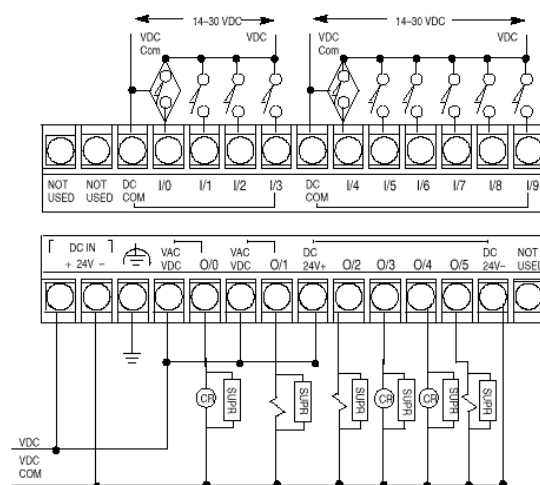 14–30 VDC 14–30 VDC
VDC Com VDC VDC Com VDC
NOT USED NOT USED DC COM I/0 I/1 I/2 I/3 DC COM I/4 I/5 I/6 I/7 I/8 I/9
DC IN + 24V – VAC VDC O/0 VAC VDC O/1 DC 24V+ O/2 O/3 O/4 O/5 DC 24V– NOT USED
CR SUPR SUPR SUPR CR SUPR CR SUPR SUPR
VDC
VDC COM